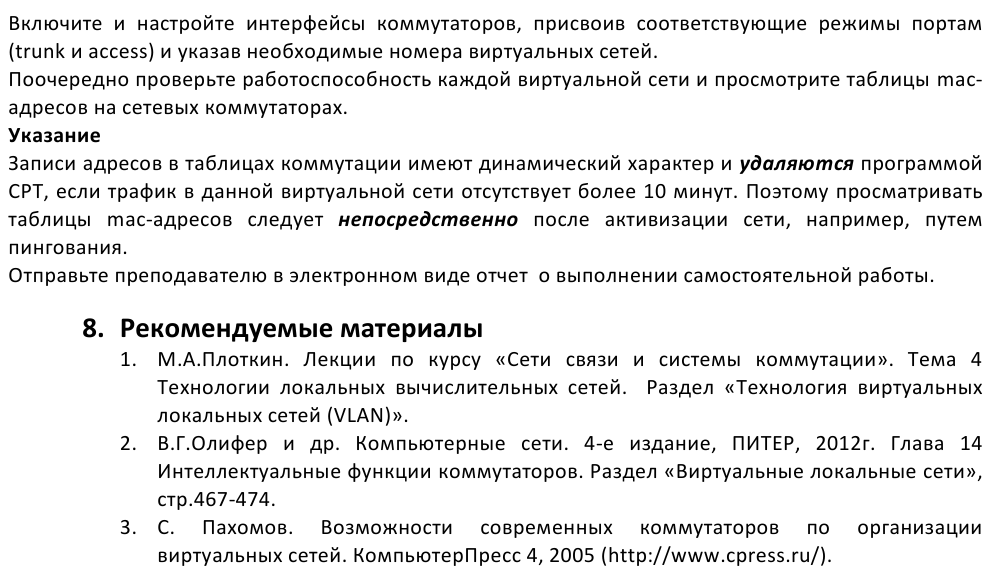 Включите и настройте интерфейсы коммутаторов, присвоив соответствующие режимы портам
(trunk и access) и указав необходимые номера виртуальных сетей.
Поочередно проверьте работоспособность каждой виртуальной сети и просмотрите таблицы mac-
адресов на сетевых коммутаторах.
Указание
Записи адресов в таблицах коммутации имеют динамический характер и удаляются программой
CPT, если трафик в данной виртуальной сети отсутствует более 10 минут. Поэтому просматривать
таблицы mac-адресов следует непосредственно после активизации сети, например, путем
пингования.
Отправьте преподавателю в электронном виде отчет  о выполнении самостоятельной работы.
8. Рекомендуемые материалы
1. М.А.Плоткин. Лекции по курсу «Сети связи и системы коммутации». Тема 4
Технологии локальных вычислительных сетей.  Раздел «Технология виртуальных
локальных сетей (VLAN)».
2. В.Г.Олифер и др. Компьютерные сети. 4-е издание, ПИТЕР, 2012г. Глава 14
Интеллектуальные функции коммутаторов. Раздел «Виртуальные локальные сети»,
стр.467-474.
3. С. Пахомов. Возможности современных коммутаторов по организации
виртуальных сетей. КомпьютерПресс 4, 2005 (http://www.cpress.ru/).